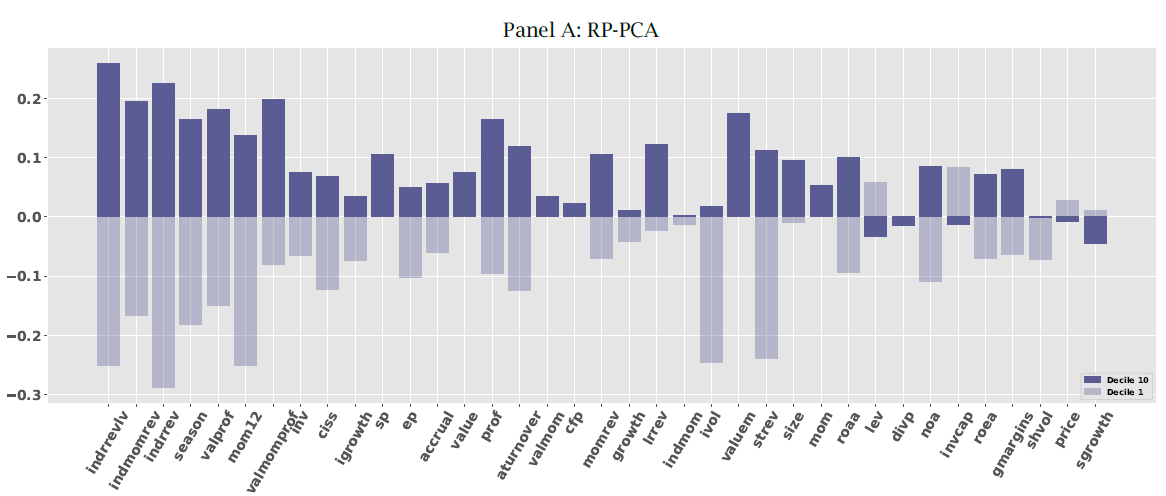 Panel A: RP-PCA
0.2
0.1
0.0
−0.1
−0.2
−0.3
Decile 10
Decile 1
indrrevlv
indmomrev
indrrev
season
valprof
mom12
valmomprof
inv
ciss
igrowth
sp
ep
accrual
value
prof
aturnover
valmom
cfp
momrev
growth
lrrev
indmom
ivol
valuem
strev
size
mom
roaa
lev
divp
noa
invcap
roea
gmargins
shvol
price
sgrowth